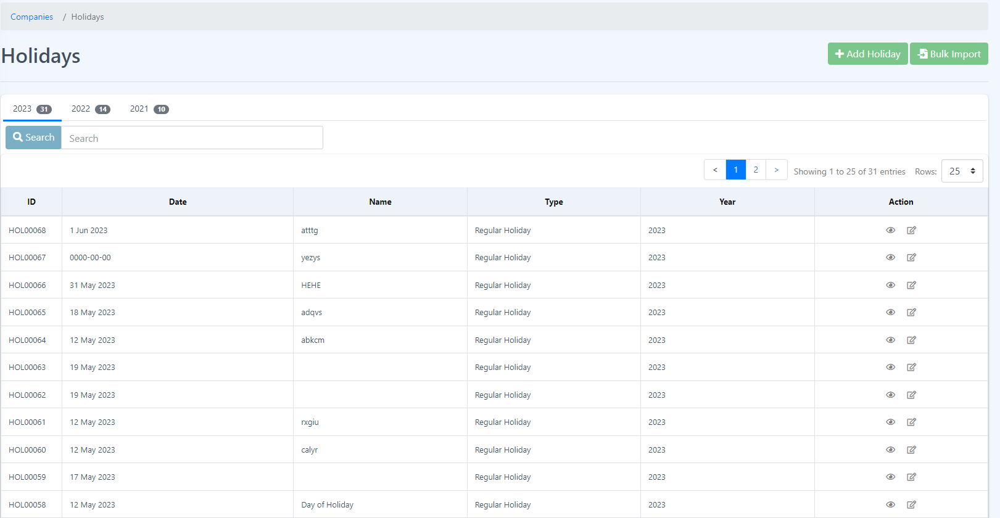 Companies / Holidays
Holidays
Add Holiday
Bulk Import
2023 31 2022 14 2021 10
Search Search
< 1 2 > Showing 1 to 25 of 31 entries Rows: 25
ID Date Name Type Year Action
HOL00068 1 Jun 2023 atttg Regular Holiday 2023
HOL00067 0000-00-00 yezys Regular Holiday 2023
HOL00066 31 May 2023 HEHE Regular Holiday 2023
HOL00065 18 May 2023 adqvs Regular Holiday 2023
HOL00064 12 May 2023 abkcm Regular Holiday 2023
HOL00063 19 May 2023 Regular Holiday 2023
HOL00062 19 May 2023 Regular Holiday 2023
HOL00061 12 May 2023 rxgiu Regular Holiday 2023
HOL00060 12 May 2023 calyr Regular Holiday 2023
HOL00059 17 May 2023 Regular Holiday 2023
HOL00058 12 May 2023 Day of Holiday Regular Holiday 2023